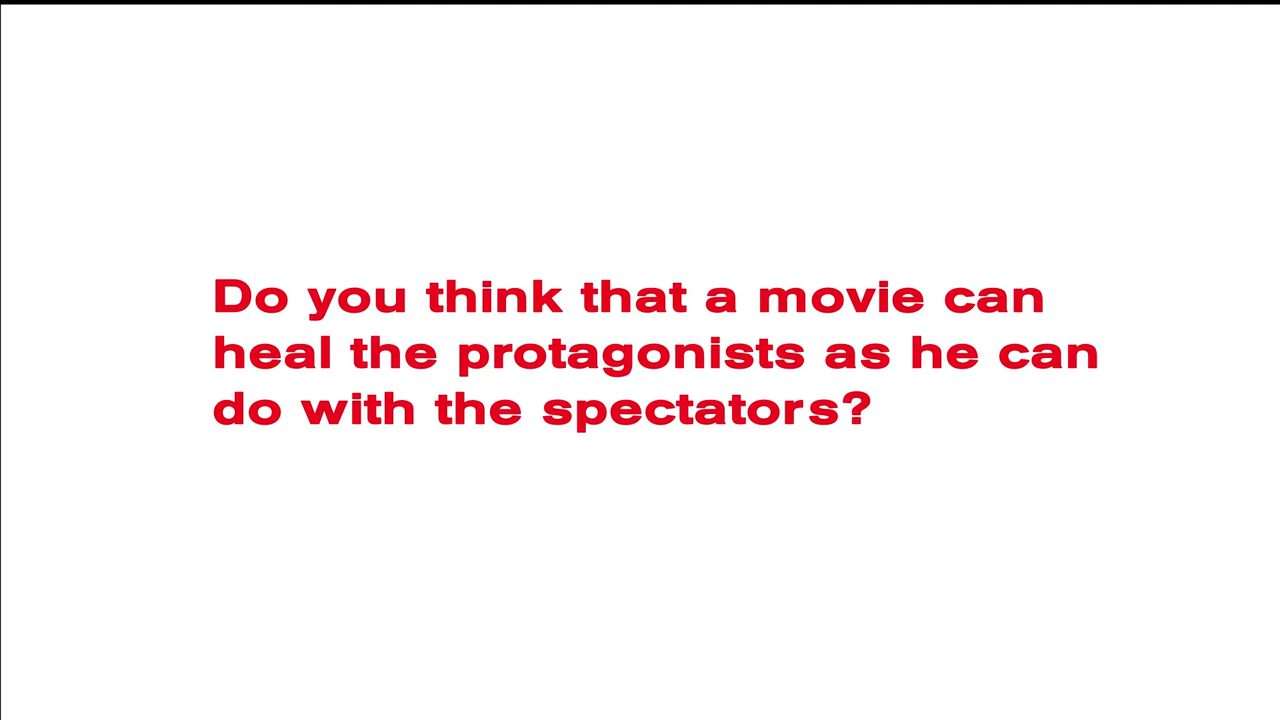 Do you think that a movie can
heal the protagonists as he can
do with the spectators?